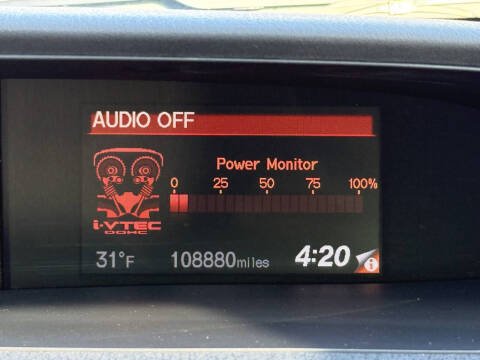 AUDIO OFF
Power Monitor
0 25 50 75 100%
i-VTEC
DOHC
31°F 108880miles 4:20 i